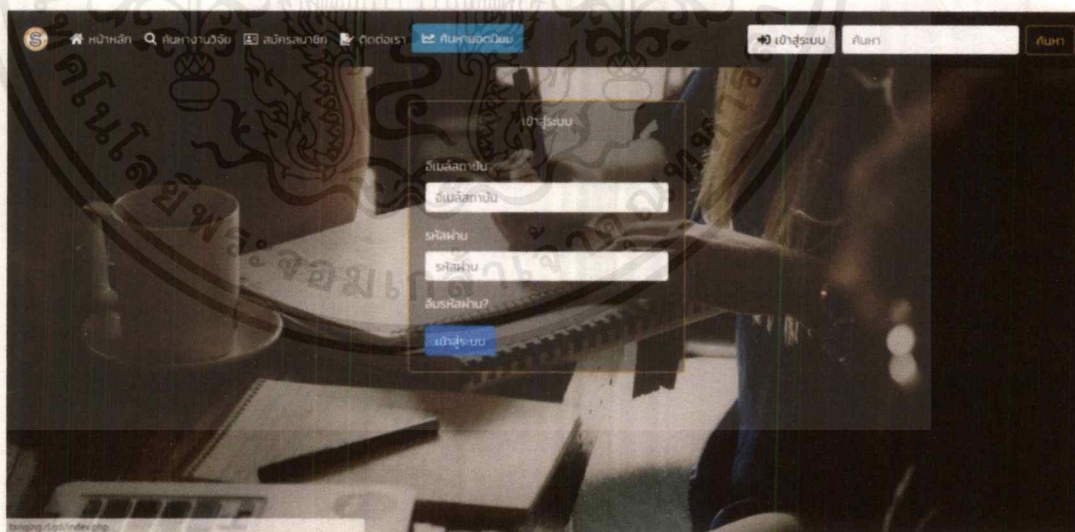 S หน้าหลัก ค้นหางานวิจัย สมัครสมาชิก ติดต่อเรา ค้นหายอดนิยม เข้าสู่ระบบ ค้นหา ค้นหา
เข้าสู่ระบบ
อีเมล์สถาบัน
อีเมล์สถาบัน
รหัสผ่าน
รหัสผ่าน
ลืมรหัสผ่าน?
เข้าสู่ระบบ